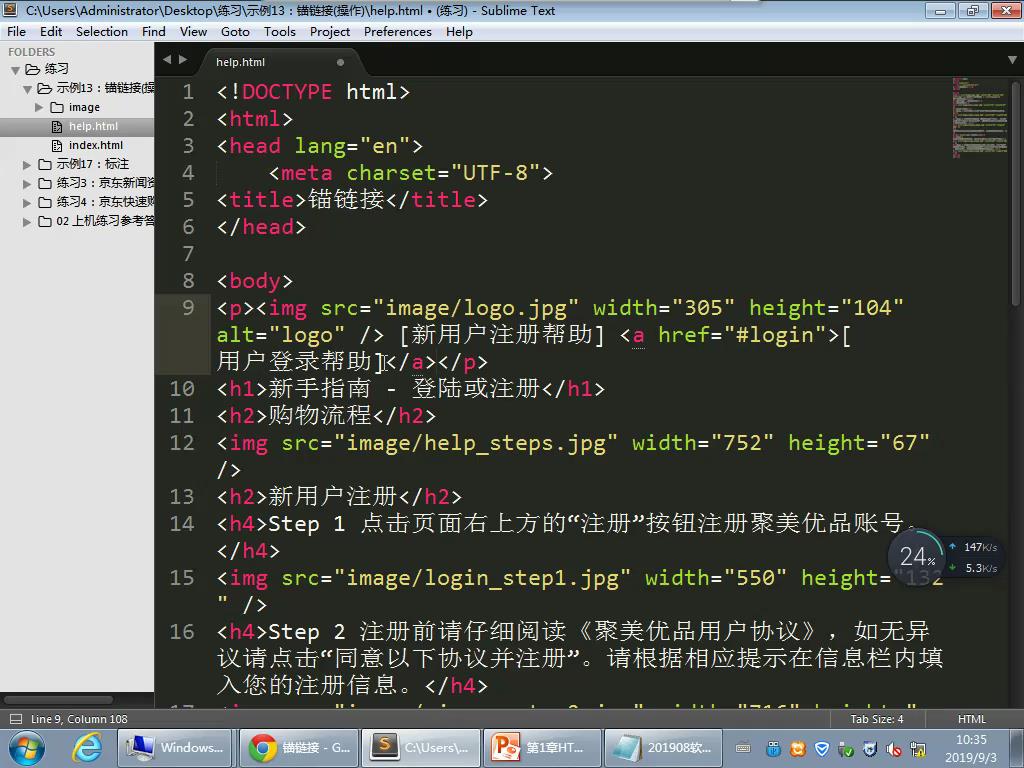 C:\Users\Administrator\Desktop\练习\示例13：锚链接(操作)\help.html • (练习) - Sublime Text
File Edit Selection Find View Goto Tools Project Preferences Help
FOLDERS
练习
示例13：锚链接(操
image
help.html
index.html
示例17：标注
练习3：京东新闻资
练习4：京东快速购
02 上机练习参考答
help.html
1 <!DOCTYPE html>
2 <html>
3 <head lang="en">
4 <meta charset="UTF-8">
5 <title>锚链接</title>
6 </head>
7
8 <body>
9 <p><img src="image/logo.jpg" width="305" height="104"
alt="logo" /> [新用户注册帮助] <a href="#login">[
用户登录帮助]</a></p>
10 <h1>新手指南 - 登陆或注册</h1>
11 <h2>购物流程</h2>
12 <img src="image/help_steps.jpg" width="752" height="67"
/>
13 <h2>新用户注册</h2>
14 <h4>Step 1 点击页面右上方的“注册”按钮注册聚美优品账号。
</h4>
15 <img src="image/login_step1.jpg" width="550" height="132
" />
16 <h4>Step 2 注册前请仔细阅读《聚美优品用户协议》，如无异
议请点击“同意以下协议并注册”。请根据相应提示在信息栏内填
入您的注册信息。</h4>
17
24%
147K/s
5.3K/s
Line 9, Column 108
Tab Size: 4
HTML
Windows...
锚链接 - G...
C:\Users\...
第1章HT...
201908软...
10:35
2019/9/3